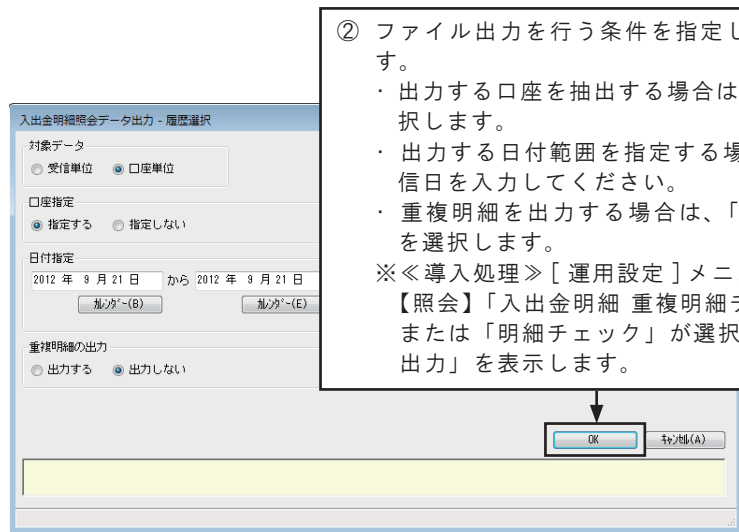 ② ファイル出力を行う条件を指定し
す。
・ 出力する口座を抽出する場合は
択します。
・ 出力する日付範囲を指定する場
信日を入力してください。
・ 重複明細を出力する場合は、「
を選択します。
※≪導入処理≫[ 運用設定 ]メニ
【照会】「入出金明細 重複明細
または「明細チェック」が選択
出力」を表示します。
入出金明細照会データ出力 - 履歴選択
対象データ
受信単位 口座単位
口座指定
指定する 指定しない
日付指定
2012 年 9 月 21 日 から 2012 年 9 月 21 日
ｶﾚﾝﾀﾞｰ(B) ｶﾚﾝﾀﾞｰ(E)
重複明細の出力
出力する 出力しない
OK ｷｬﾝｾﾙ(A)